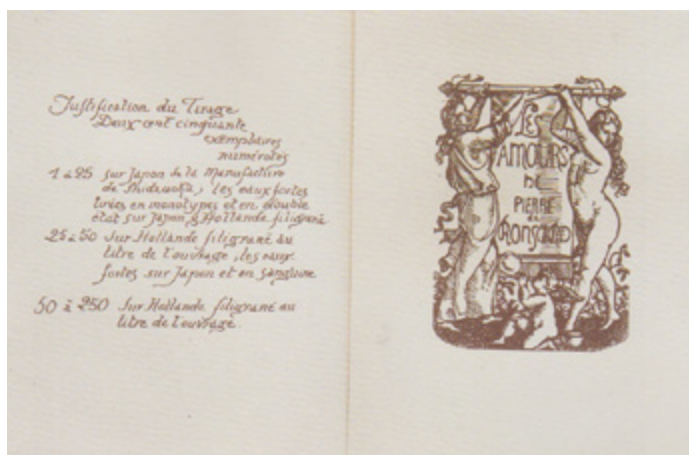 Justification du Tirage
Deux cent cinquante
exemplaires
numérotés
1 à 25 sur Japon de la Manufacture
de Shidzuoka, les eaux fortes
tirées en monotypes et en double
état sur Japon & Hollande filigrané
25 à 50 sur Hollande filigrané au
titre de l'ouvrage, les eaux
fortes sur Japon et en sanguine
50 à 250 sur Hollande filigrané au
titre de l'ouvrage.
LES
AMOURS
DE
PIERRE
de
RONSARD